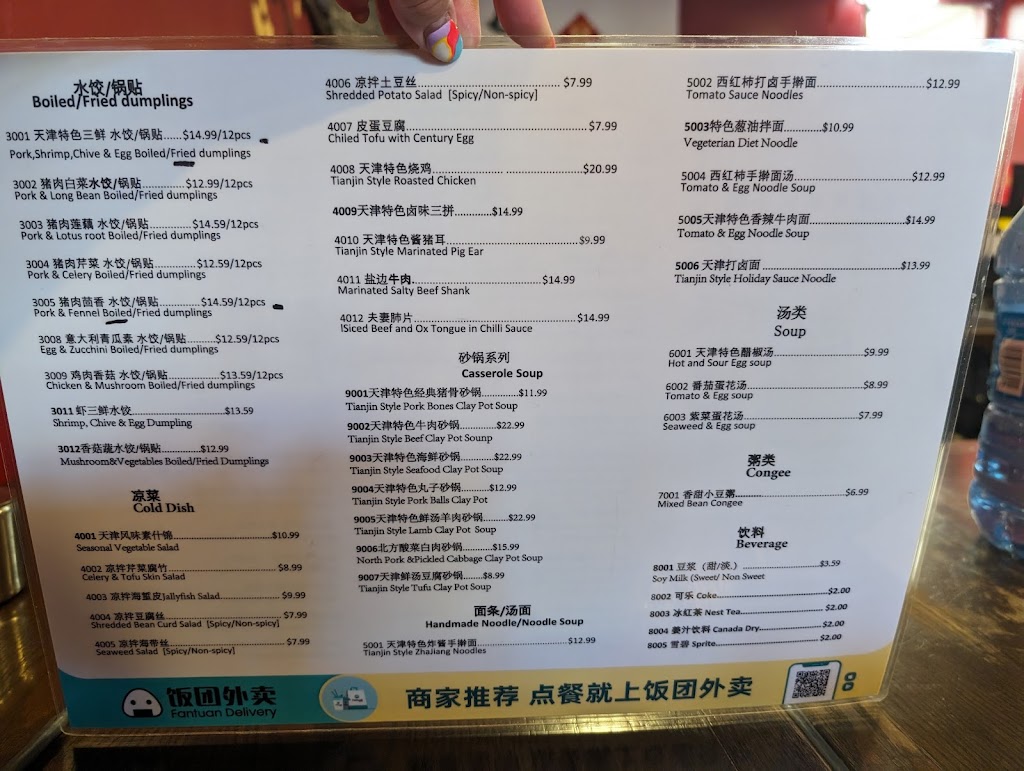 水饺/锅贴
Boiled/Fried dumplings
3001 天津特色三鲜 水饺/锅贴......$14.99/12pcs
Pork,Shrimp,Chive & Egg Boiled/Fried dumplings
3002 猪肉白菜水饺/锅贴............$12.99/12pcs
Pork & Long Bean Boiled/Fried dumplings
3003 猪肉莲藕 水饺/锅贴............$14.59/12pcs
Pork & Lotus root Boiled/Fried dumplings
3004 猪肉芹菜 水饺/锅贴............$12.59/12pcs
Pork & Celery Boiled/Fried dumplings
3005 猪肉茴香 水饺/锅贴............$14.59/12pcs
Pork & Fennel Boiled/Fried dumplings
3008 意大利青瓜素 水饺/锅贴.........$12.59/12pcs
Egg & Zucchini Boiled/Fried dumplings
3009 鸡肉香菇 水饺/锅贴............$13.59/12pcs
Chicken & Mushroom Boiled/Fried dumplings
3011 虾三鲜水饺..........................$13.59
Shrimp, Chive & Egg Dumpling
3012香菇蔬水饺/锅贴............$12.99
Mushroom&Vegetables Boiled/Fried Dumplings
凉菜
Cold Dish
4001 天津风味素什锦..........................$10.99
Seasonal Vegetable Salad
4002 凉拌芹菜腐竹..........................$8.99
Celery & Tofu Skin Salad
4003 凉拌海蜇皮Jallyfish Salad..............$9.99
4004 凉拌豆腐丝..........................$7.99
Shredded Bean Curd Salad [Spicy/Non-spicy]
4005 凉拌海带丝..........................$7.99
Seaweed Salad [Spicy/Non-spicy]
4006 凉拌土豆丝..........................$7.99
Shredded Potato Salad [Spicy/Non-spicy]
4007 皮蛋豆腐..........................$7.99
Chiled Tofu with Century Egg
4008 天津特色烧鸡..........................$20.99
Tianjin Style Roasted Chicken
4009天津特色卤味三拼............$14.99
4010 天津特色酱猪耳..........................$9.99
Tianjin Style Marinated Pig Ear
4011 盐边牛肉..........................$14.99
Marinated Salty Beef Shank
4012 夫妻肺片..........................$14.99
lSiced Beef and Ox Tongue in Chilli Sauce
砂锅系列
Casserole Soup
9001天津特色经典猪骨砂锅.........$11.99
Tianjin Style Pork Bones Clay Pot Soup
9002天津特色牛肉砂锅.........$22.99
Tianjin Style Beef Clay Pot Sounp
9003天津特色海鲜砂锅.........$22.99
Tianjin Style Seafood Clay Pot Soup
9004天津特色丸子砂锅.........$12.99
Tianjin Style Pork Balls Clay Pot
9005天津特色鲜汤羊肉砂锅.........$22.99
Tianjin Style Lamb Clay Pot Soup
9006北方酸菜白肉砂锅.........$15.99
North Pork &Pickled Cabbage Clay Pot Soup
9007天津鲜汤豆腐砂锅.......$8.99
Tianjin Style Tufu Clay Pot Soup
面条/汤面
Handmade Noodle/Noodle Soup
5001 天津特色炸酱手擀面......................$12.99
Tianjin Style ZhaJiang Noodles
5002 西红柿打卤手擀面..........................$12.99
Tomato Sauce Noodles
5003特色葱油拌面............$10.99
Vegeterian Diet Noodle
5004 西红柿手擀面汤..........................$12.99
Tomato & Egg Noodle Soup
5005天津特色香辣牛肉面......................$14.99
Tomato & Egg Noodle Soup
5006 天津打卤面..........................$13.99
Tianjin Style Holiday Sauce Noodle
汤类
Soup
6001 天津特色醋椒汤......................$9.99
Hot and Sour Egg soup
6002 番茄蛋花汤..........................$8.99
Tomato & Egg soup
6003 紫菜蛋花汤..........................$7.99
Seaweed & Egg soup
粥类
Congee
7001 香甜小豆粥..........................$6.99
Mixed Bean Congee
饮料
Beverage
8001 豆浆（甜/淡.）......................$3.59
Soy Milk (Sweet/ Non Sweet
8002 可乐 Coke..........................$2.00
8003 冰红茶 Nest Tea......................$2.00
8004 姜汁饮料 Canada Dry..................$2.00
8005 雪碧 Sprite..........................$2.00
饭团外卖
Fantuan Delivery
商家推荐 点餐就上饭团外卖